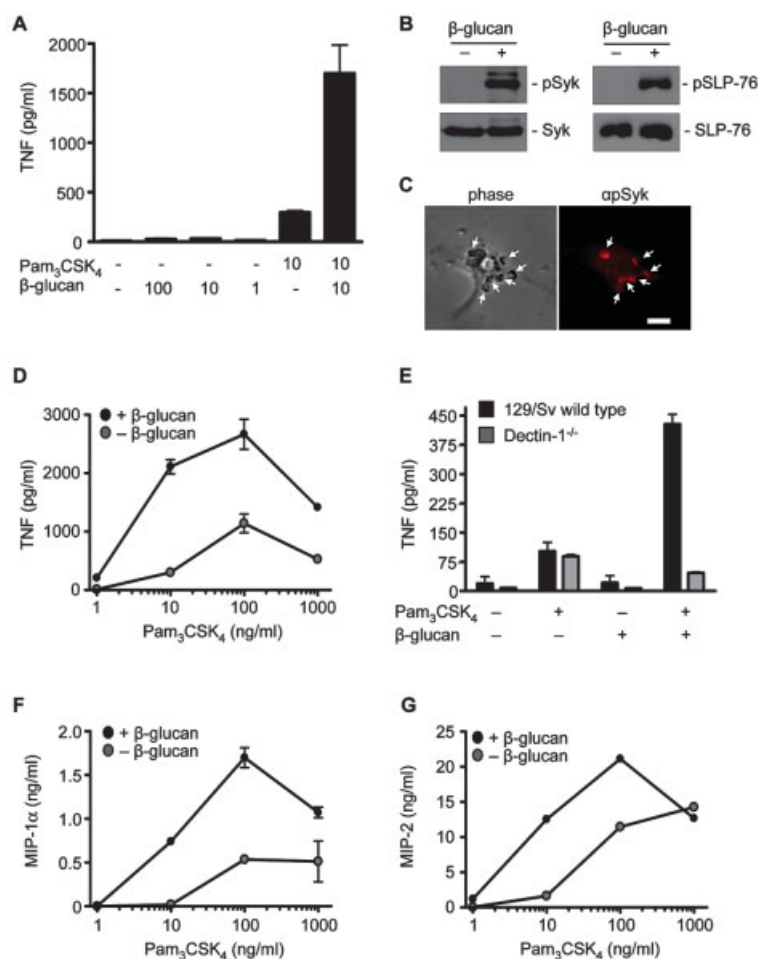 A
TNF (pg/ml)
2000
1500
1000
500
0
Pam3CSK4 - - - - 10 10
β-glucan - 100 10 1 - 10
B
β-glucan β-glucan
– + – +
- pSyk - pSLP-76
- Syk - SLP-76
C
phase αpSyk
D
+ β-glucan
– β-glucan
TNF (pg/ml)
3000
2000
1000
0
1 10 100 1000
Pam3CSK4 (ng/ml)
E
129/Sv wild type
Dectin-1-/-
TNF (pg/ml)
450
375
300
225
150
75
0
Pam3CSK4 – + – +
β-glucan – – + +
F
+ β-glucan
– β-glucan
MIP-1α (ng/ml)
2.0
1.5
1.0
0.5
0
1 10 100 1000
Pam3CSK4 (ng/ml)
G
+ β-glucan
– β-glucan
MIP-2 (ng/ml)
25
20
15
10
5
0
1 10 100 1000
Pam3CSK4 (ng/ml)